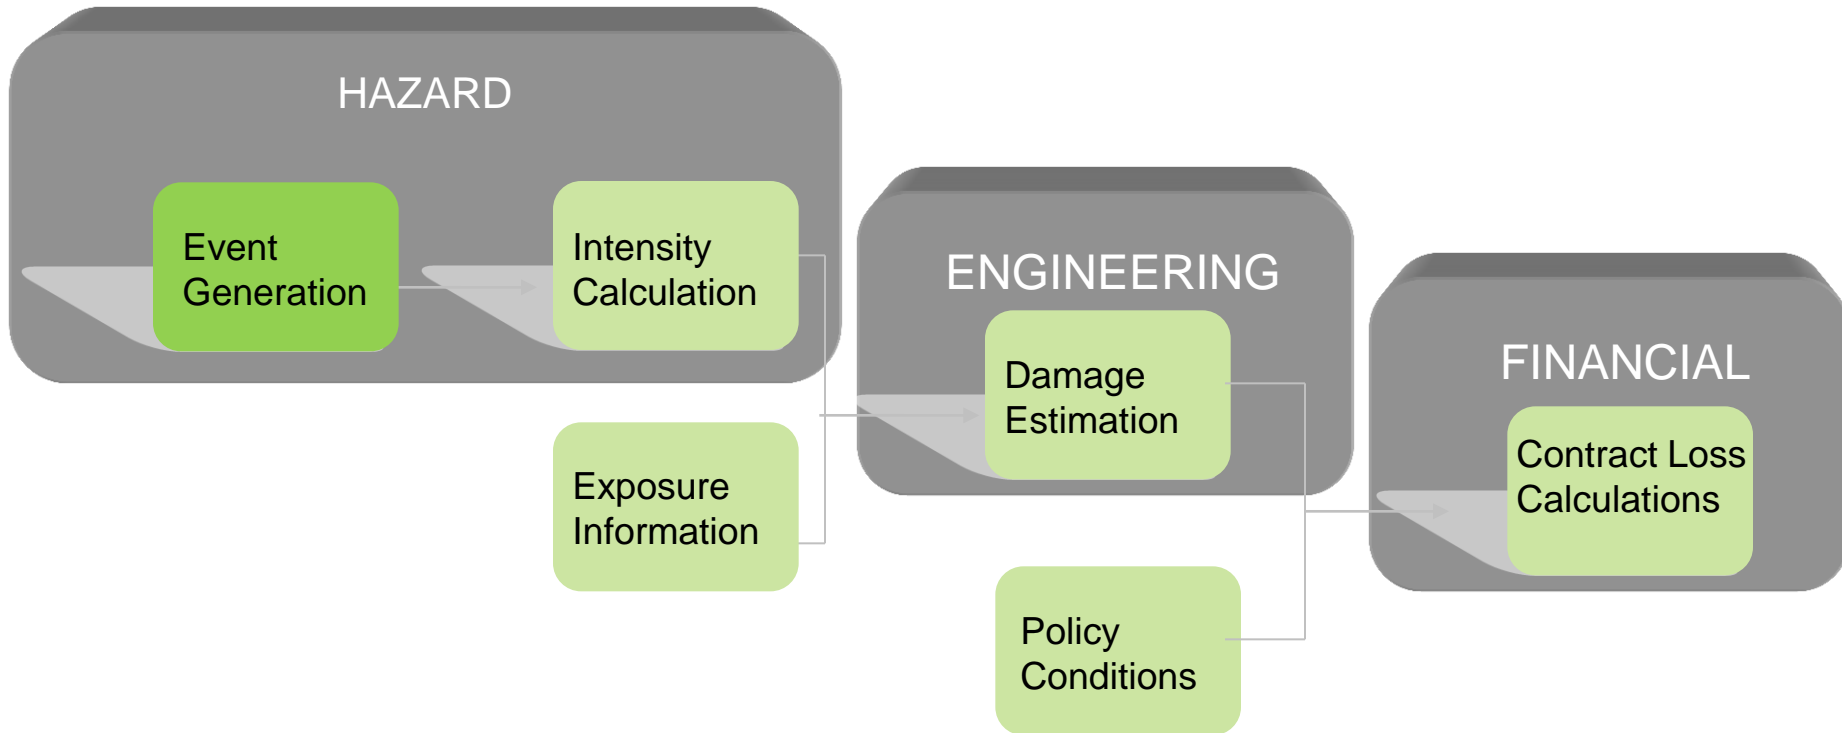 HAZARD
Event
Generation
Intensity
Calculation
Exposure
Information
ENGINEERING
Damage
Estimation
Policy
Conditions
FINANCIAL
Contract Loss
Calculations